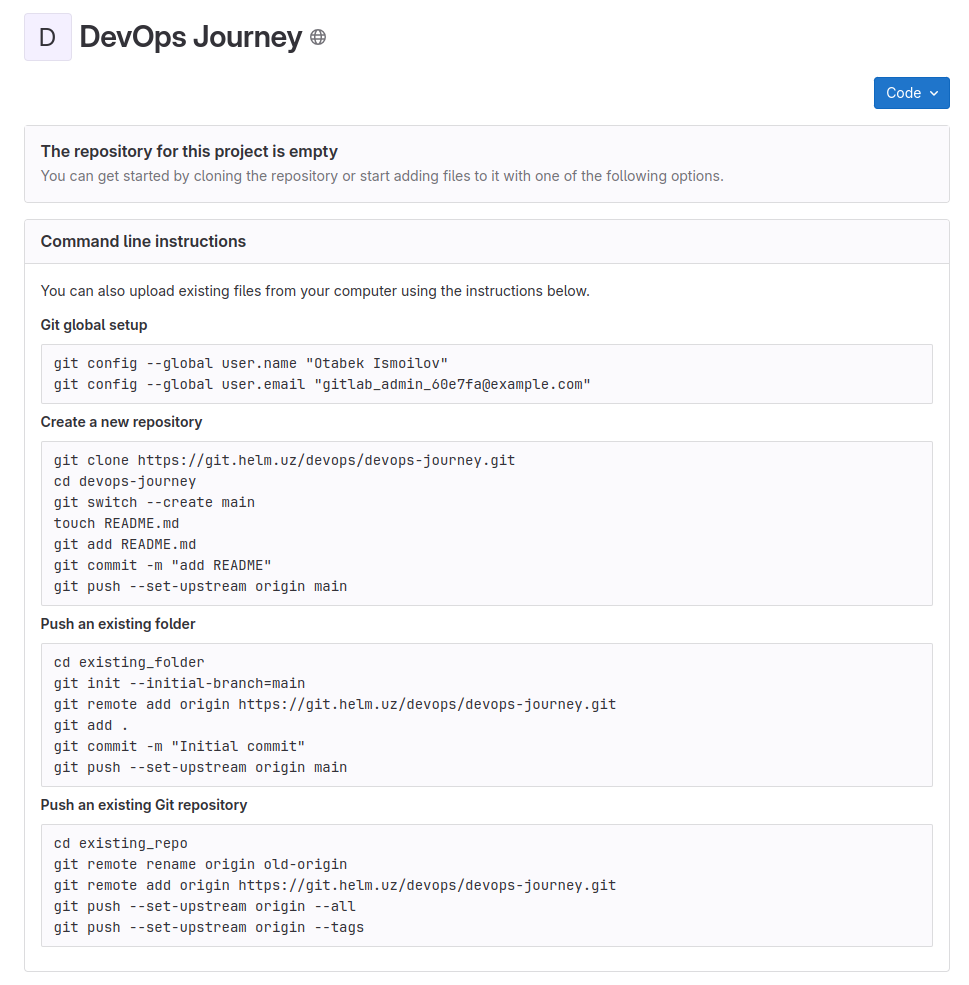 D
DevOps Journey
Code
The repository for this project is empty
You can get started by cloning the repository or start adding files to it with one of the following options.
Command line instructions
You can also upload existing files from your computer using the instructions below.
Git global setup
git config --global user.name "Otabek Ismoilov"
git config --global user.email "gitlab_admin_60e7fa@example.com"
Create a new repository
git clone https://git.helm.uz/devops/devops-journey.git
cd devops-journey
git switch --create main
touch README.md
git add README.md
git commit -m "add README"
git push --set-upstream origin main
Push an existing folder
cd existing_folder
git init --initial-branch=main
git remote add origin https://git.helm.uz/devops/devops-journey.git
git add .
git commit -m "Initial commit"
git push --set-upstream origin main
Push an existing Git repository
cd existing_repo
git remote rename origin old-origin
git remote add origin https://git.helm.uz/devops/devops-journey.git
git push --set-upstream origin --all
git push --set-upstream origin --tags